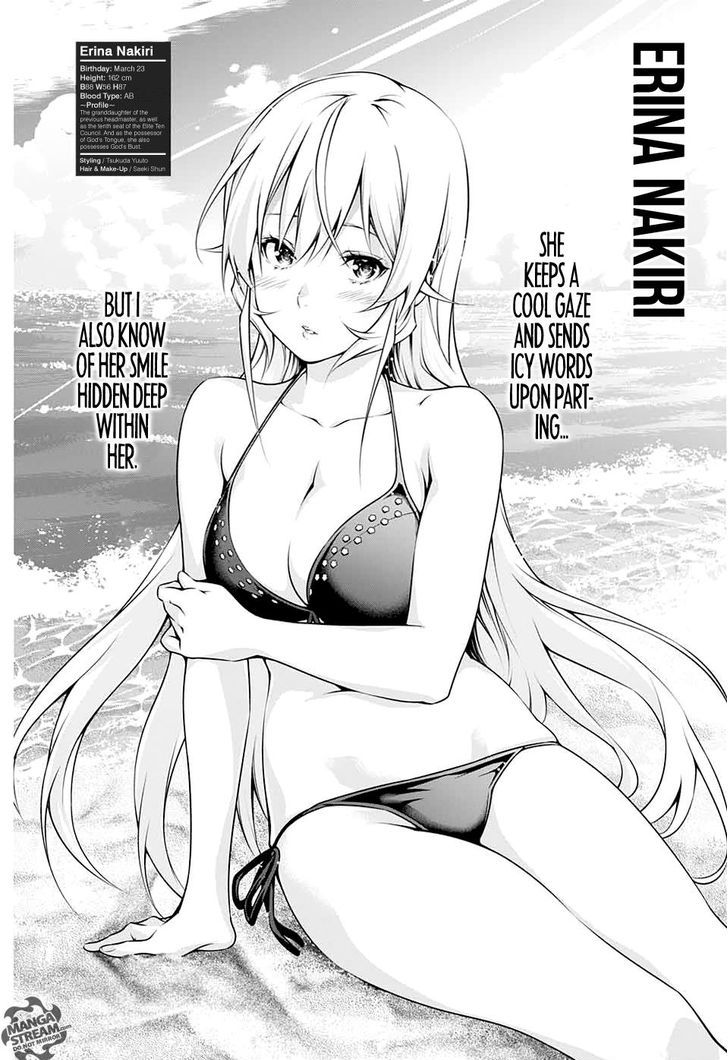 Erina Nakiri
Birthday: March 23
Height: 162 cm
B88 W56 H87
Blood Type: AB
~Profile~
The granddaughter of the
previous headmaster, as well
as the tenth seat of the Elite Ten
Council. And as the possessor
of God's Tongue, she also
possesses God's Bust.
Styling / Tsukuda Yuuto
Hair & Make-Up / Saeki Shun
ERINA NAKIRI
SHE
KEEPS A
COOL GAZE
AND SENDS
ICY WORDS
UPON PART-
ING...
BUT I
ALSO KNOW
OF HER SMILE
HIDDEN DEEP
WITHIN
HER.
MANGA
STREAM.com
DO NOT MIRROR!